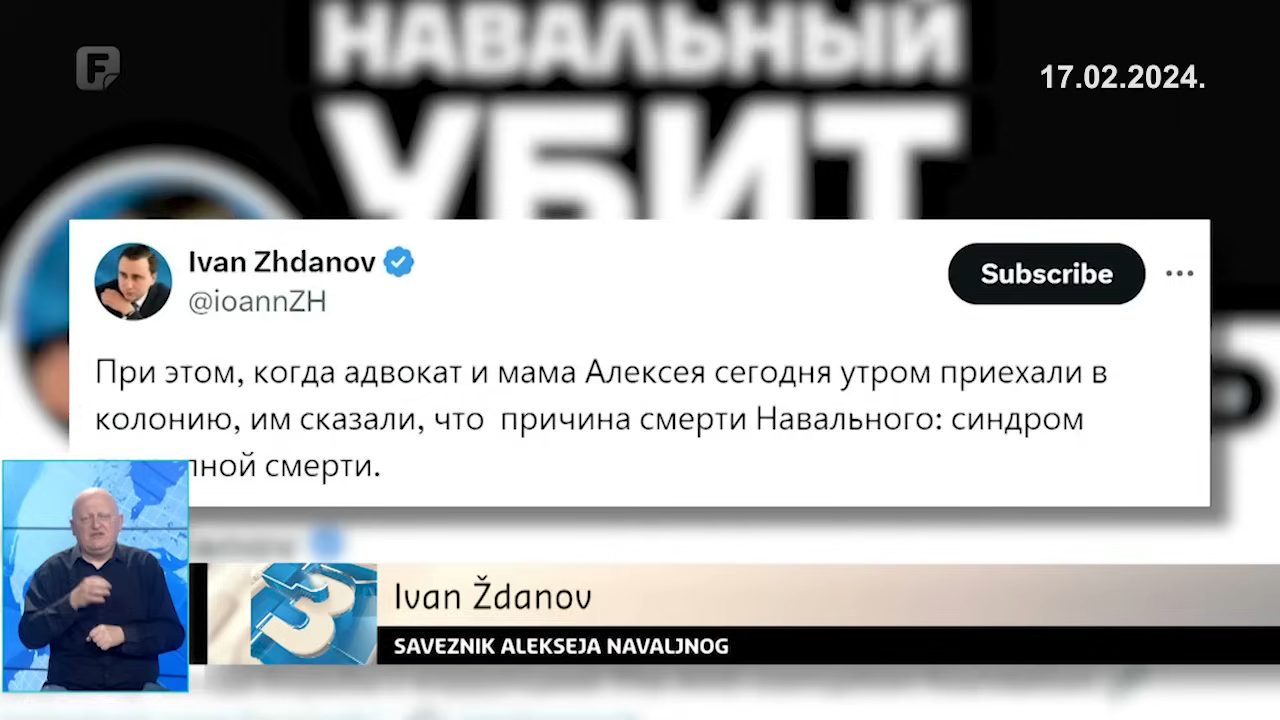 НАВАЛЬНЫЙ
УБИТ
F
17.02.2024.
Ivan Zhdanov
@ioannZH
Subscribe
При этом, когда адвокат и мама Алексея сегодня утром приехали в
колонию, им сказали, что причина смерти Навального: синдром
смерти.
Ivan Ždanov
SAVEZNIK ALEKSEJA NAVALJNOG